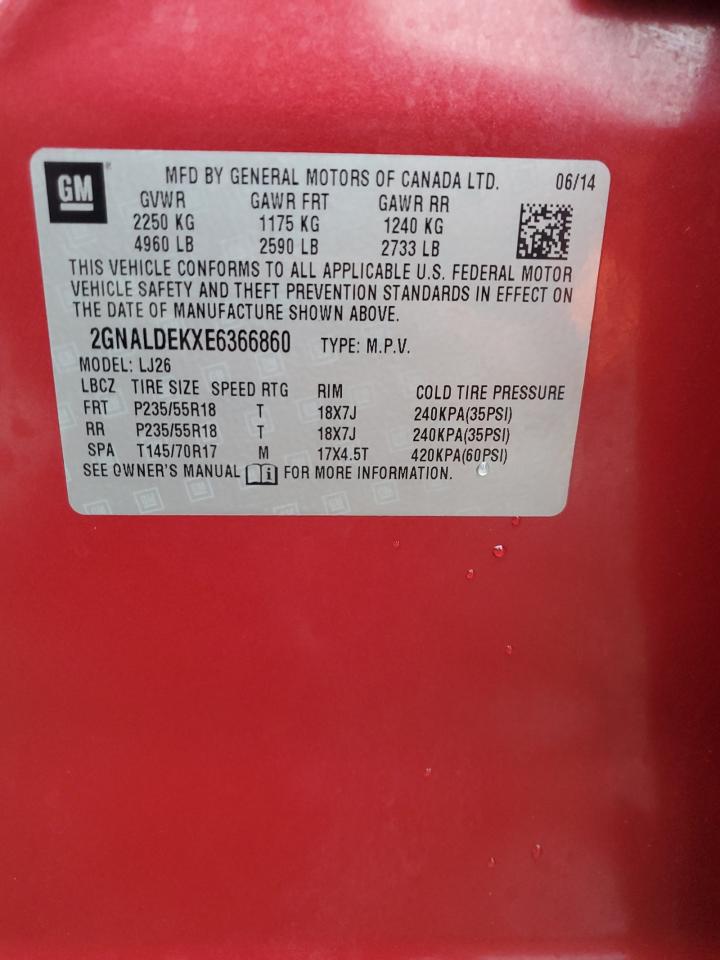 GM MFD BY GENERAL MOTORS OF CANADA LTD. 06/14
GVWR GAWR FRT GAWR RR
2250 KG 1175 KG 1240 KG
4960 LB 2590 LB 2733 LB
THIS VEHICLE CONFORMS TO ALL APPLICABLE U.S. FEDERAL MOTOR
VEHICLE SAFETY AND THEFT PREVENTION STANDARDS IN EFFECT ON
THE DATE OF MANUFACTURE SHOWN ABOVE.
2GNALDEKXE6366860 TYPE: M.P.V.
MODEL: LJ26
LBCZ TIRE SIZE SPEED RTG RIM COLD TIRE PRESSURE
FRT P235/55R18 T 18X7J 240KPA(35PSI)
RR P235/55R18 T 18X7J 240KPA(35PSI)
SPA T145/70R17 M 17X4.5T 420KPA(60PSI)
SEE OWNER'S MANUAL i FOR MORE INFORMATION.